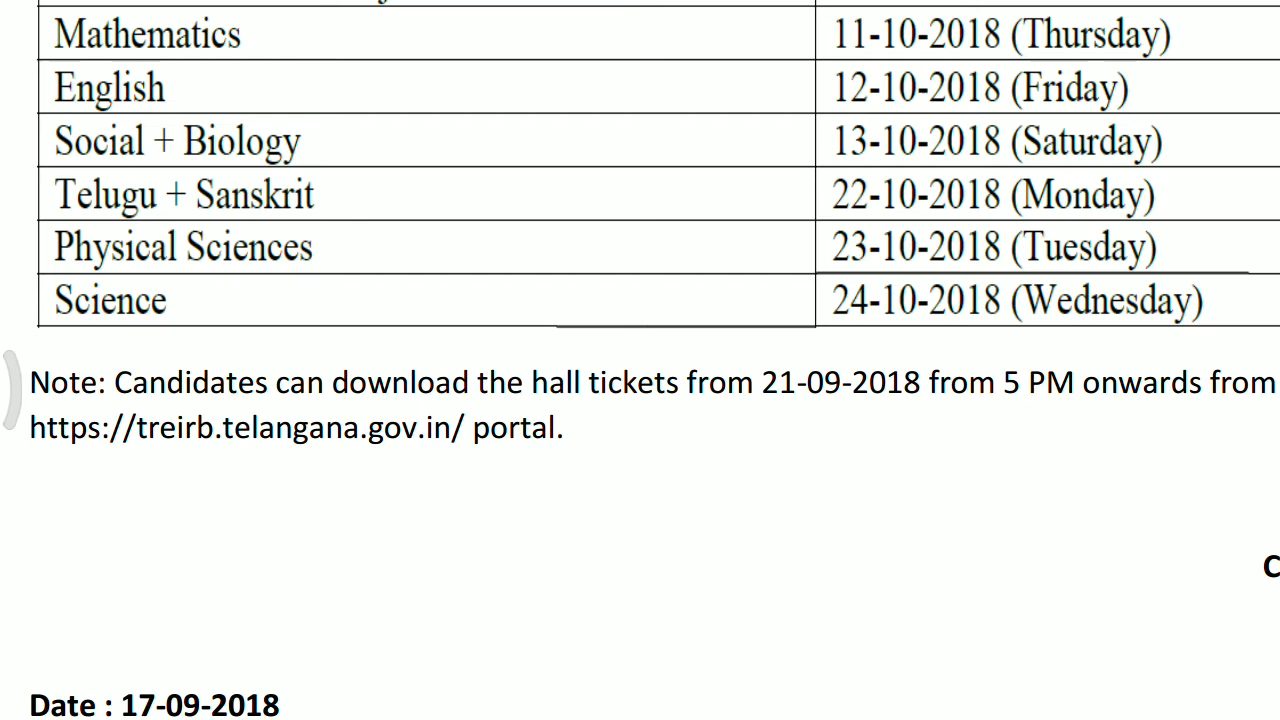 Mathematics 11-10-2018 (Thursday)
English 12-10-2018 (Friday)
Social + Biology 13-10-2018 (Saturday)
Telugu + Sanskrit 22-10-2018 (Monday)
Physical Sciences 23-10-2018 (Tuesday)
Science 24-10-2018 (Wednesday)
Note: Candidates can download the hall tickets from 21-09-2018 from 5 PM onwards from
https://treirb.telangana.gov.in/ portal.
Date : 17-09-2018